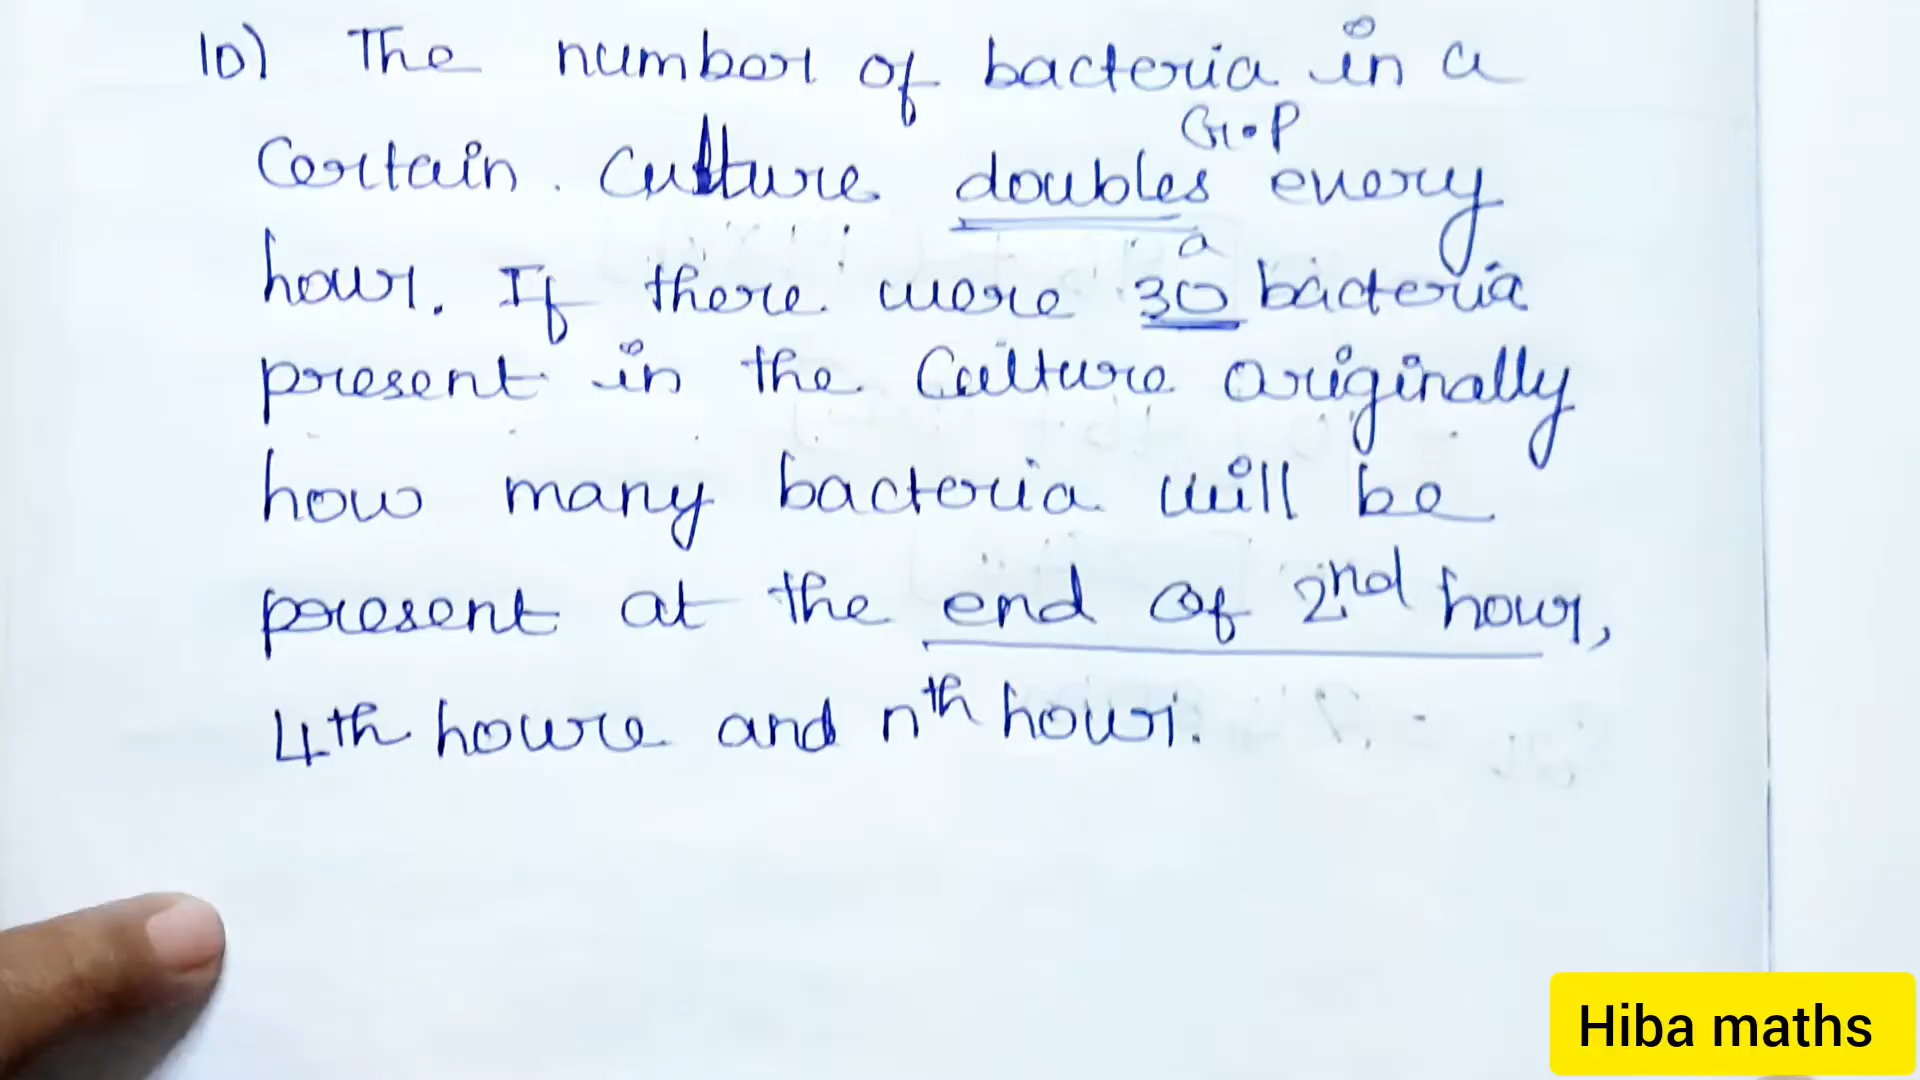 10) The number of bacteria in a
G.P
Certain culture doubles every
a
hour. If there were 30 bacteria
present in the Culture originally
how many bacteria will be
present at the end of 2nd hour,
4th houre and nth hour.
Hiba maths